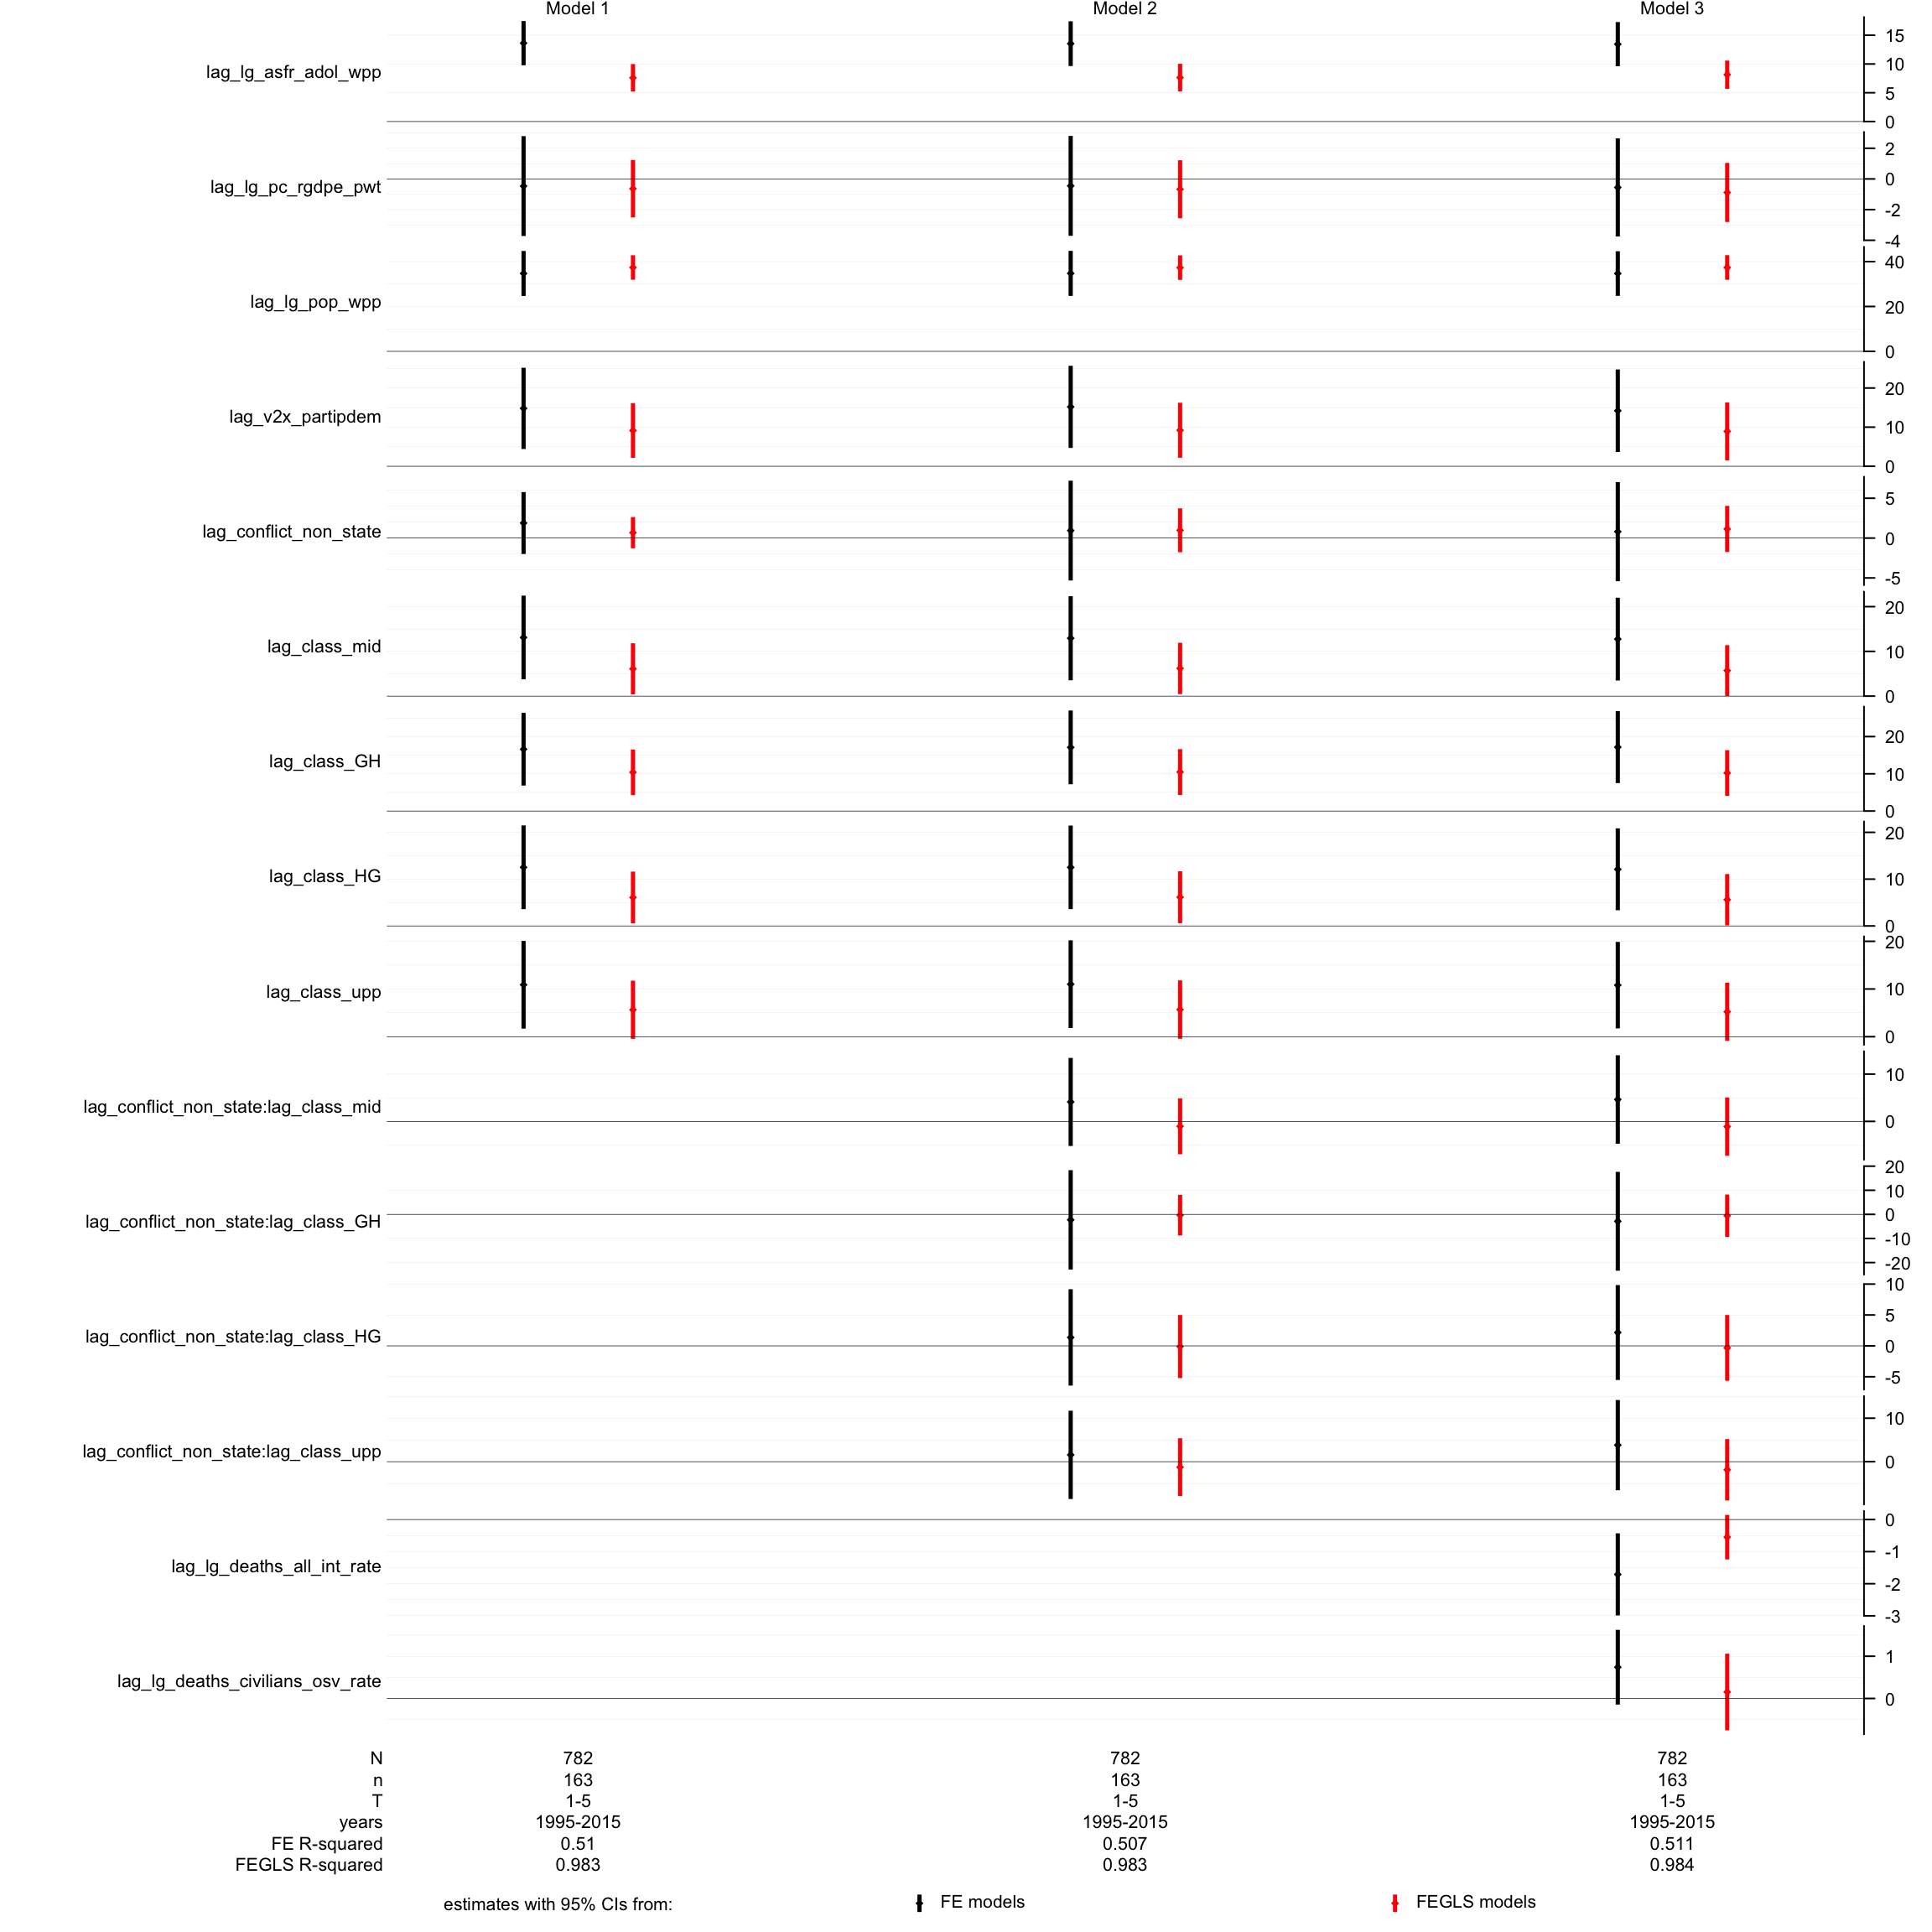 Model 1 Model 2 Model 3
15
lag_lg_asfr_adol_wpp
10
5
0
2
lag_lg_pc_rgdpe_pwt
0
-2
-4
40
lag_lg_pop_wpp
20
0
20
lag_v2x_partipdem
10
0
5
lag_conflict_non_state
0
-5
20
lag_class_mid
10
0
20
lag_class_GH
10
0
20
lag_class_HG
10
0
20
lag_class_upp
10
0
10
lag_conflict_non_state:lag_class_mid
0
20
10
0
lag_conflict_non_state:lag_class_GH
-10
-20
10
5
lag_conflict_non_state:lag_class_HG
0
-5
10
lag_conflict_non_state:lag_class_upp
0
0
-1
lag_lg_deaths_all_int_rate
-2
-3
1
lag_lg_deaths_civilians_osv_rate
0
N 782 782 782
n 163 163 163
T 1-5 1-5 1-5
years 1995-2015 1995-2015 1995-2015
FE R-squared 0.51 0.507 0.511
FEGLS R-squared 0.983 0.983 0.984
estimates with 95% CIs from: FE models FEGLS models